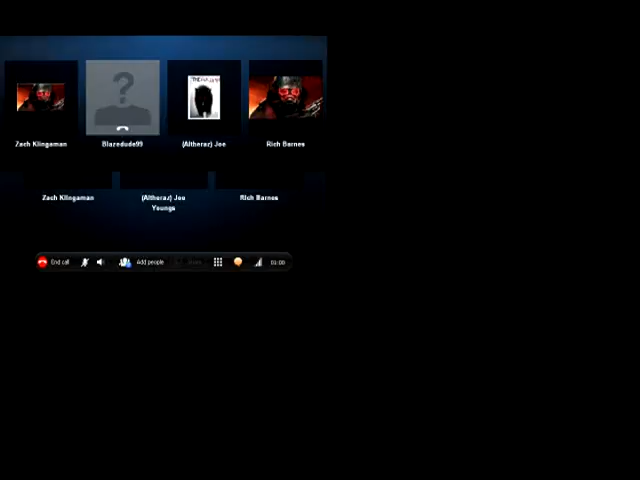 Zach Klingaman Blazedude99 (Altheraz) Joe Rich Barnes
Zach Klingaman (Altheraz) Joe Rich Barnes
Youngs
End call Add people 01:00